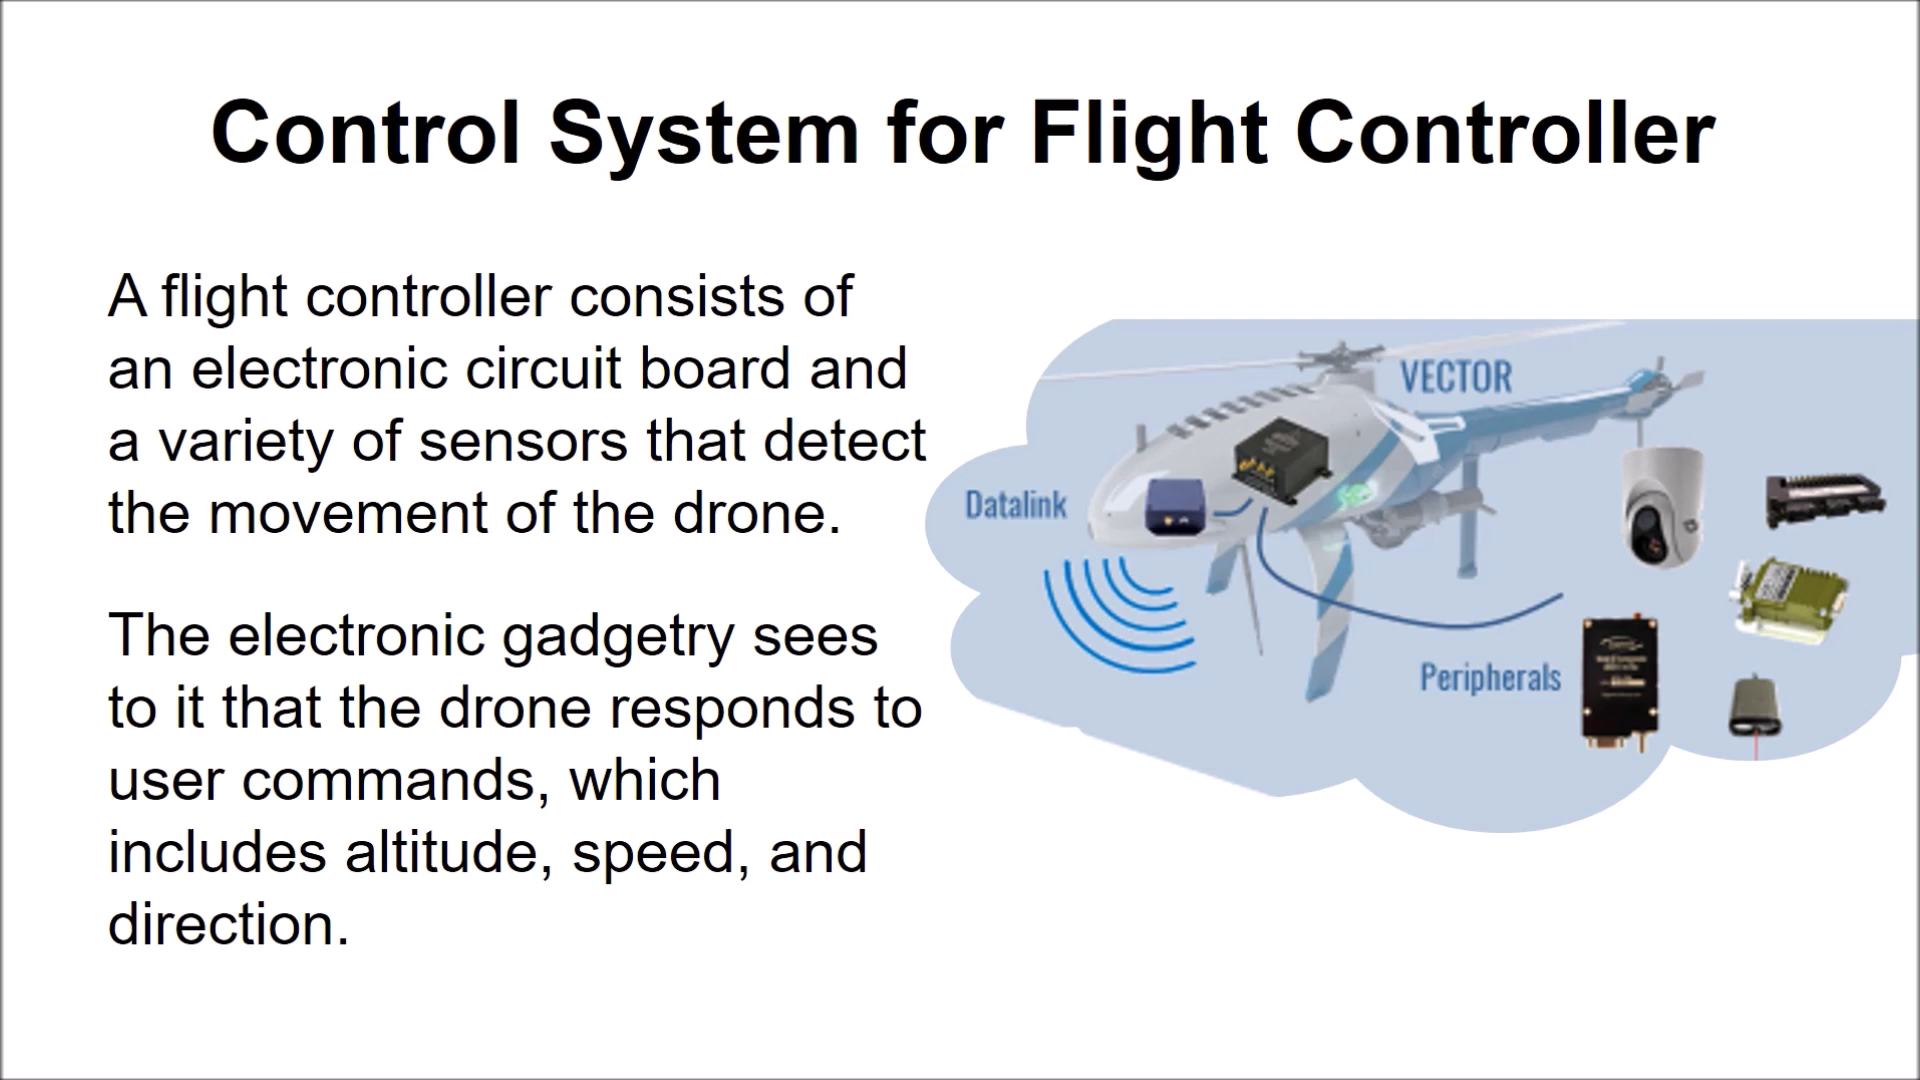 Control System for Flight Controller
A flight controller consists of
an electronic circuit board and
a variety of sensors that detect
the movement of the drone.
The electronic gadgetry sees
to it that the drone responds to
user commands, which
includes altitude, speed, and
direction.
VECTOR
Datalink
Peripherals